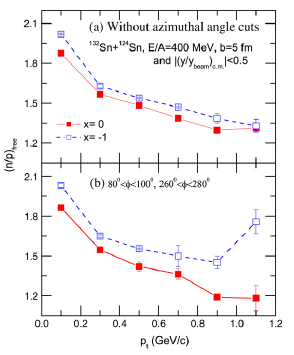 (a) Without azimuthal angle cuts
¹³²Sn+¹²⁴Sn, E/A=400 MeV, b=5 fm
and |(y/y_beam)_c.m.|<0.5
2.1
1.8
1.5
1.2
x= 0
x= -1
(n/p)_free
(b) 80⁰<ϕ<100⁰, 260⁰<ϕ<280⁰
2.1
1.8
1.5
1.2
0.0 0.2 0.4 0.6 0.8 1.0 1.2
p_t (GeV/c)